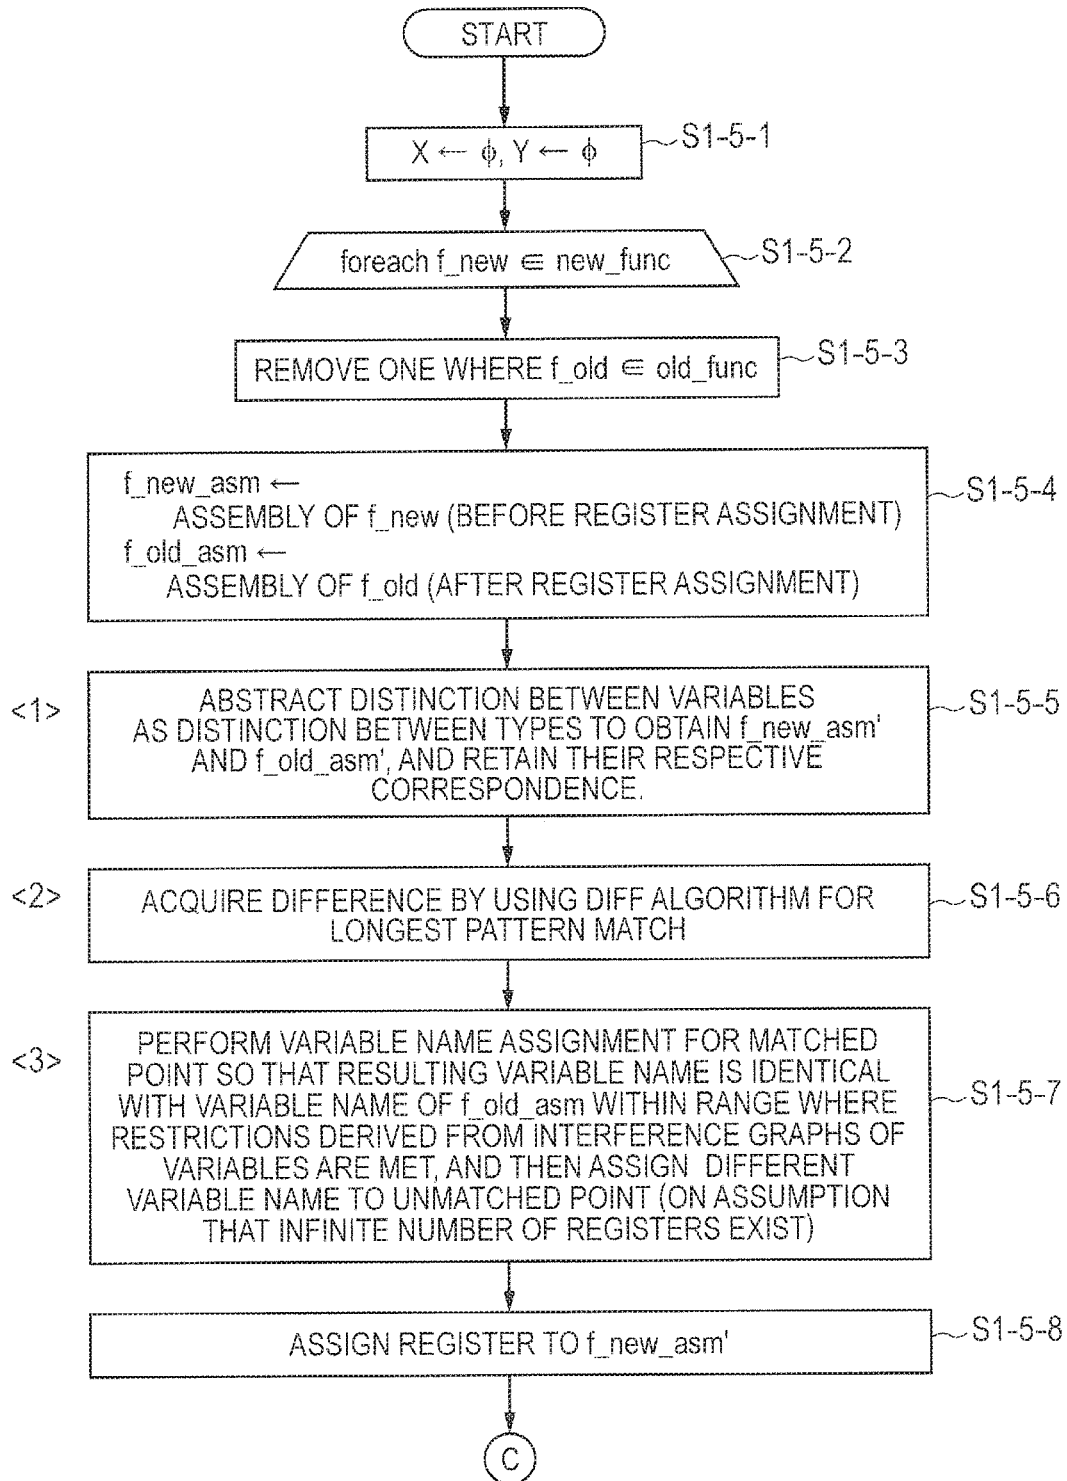 START
X ← ϕ, Y ← ϕ
S1-5-1
foreach f_new ∈ new_func
S1-5-2
REMOVE ONE WHERE f_old ∈ old_func
S1-5-3
f_new_asm ←
ASSEMBLY OF f_new (BEFORE REGISTER ASSIGNMENT)
f_old_asm ←
ASSEMBLY OF f_old (AFTER REGISTER ASSIGNMENT)
S1-5-4
<1>
ABSTRACT DISTINCTION BETWEEN VARIABLES
AS DISTINCTION BETWEEN TYPES TO OBTAIN f_new_asm'
AND f_old_asm', AND RETAIN THEIR RESPECTIVE
CORRESPONDENCE.
S1-5-5
<2>
ACQUIRE DIFFERENCE BY USING DIFF ALGORITHM FOR
LONGEST PATTERN MATCH
S1-5-6
<3>
PERFORM VARIABLE NAME ASSIGNMENT FOR MATCHED
POINT SO THAT RESULTING VARIABLE NAME IS IDENTICAL
WITH VARIABLE NAME OF f_old_asm WITHIN RANGE WHERE
RESTRICTIONS DERIVED FROM INTERFERENCE GRAPHS OF
VARIABLES ARE MET, AND THEN ASSIGN DIFFERENT
VARIABLE NAME TO UNMATCHED POINT (ON ASSUMPTION
THAT INFINITE NUMBER OF REGISTERS EXIST)
S1-5-7
ASSIGN REGISTER TO f_new_asm'
S1-5-8
C